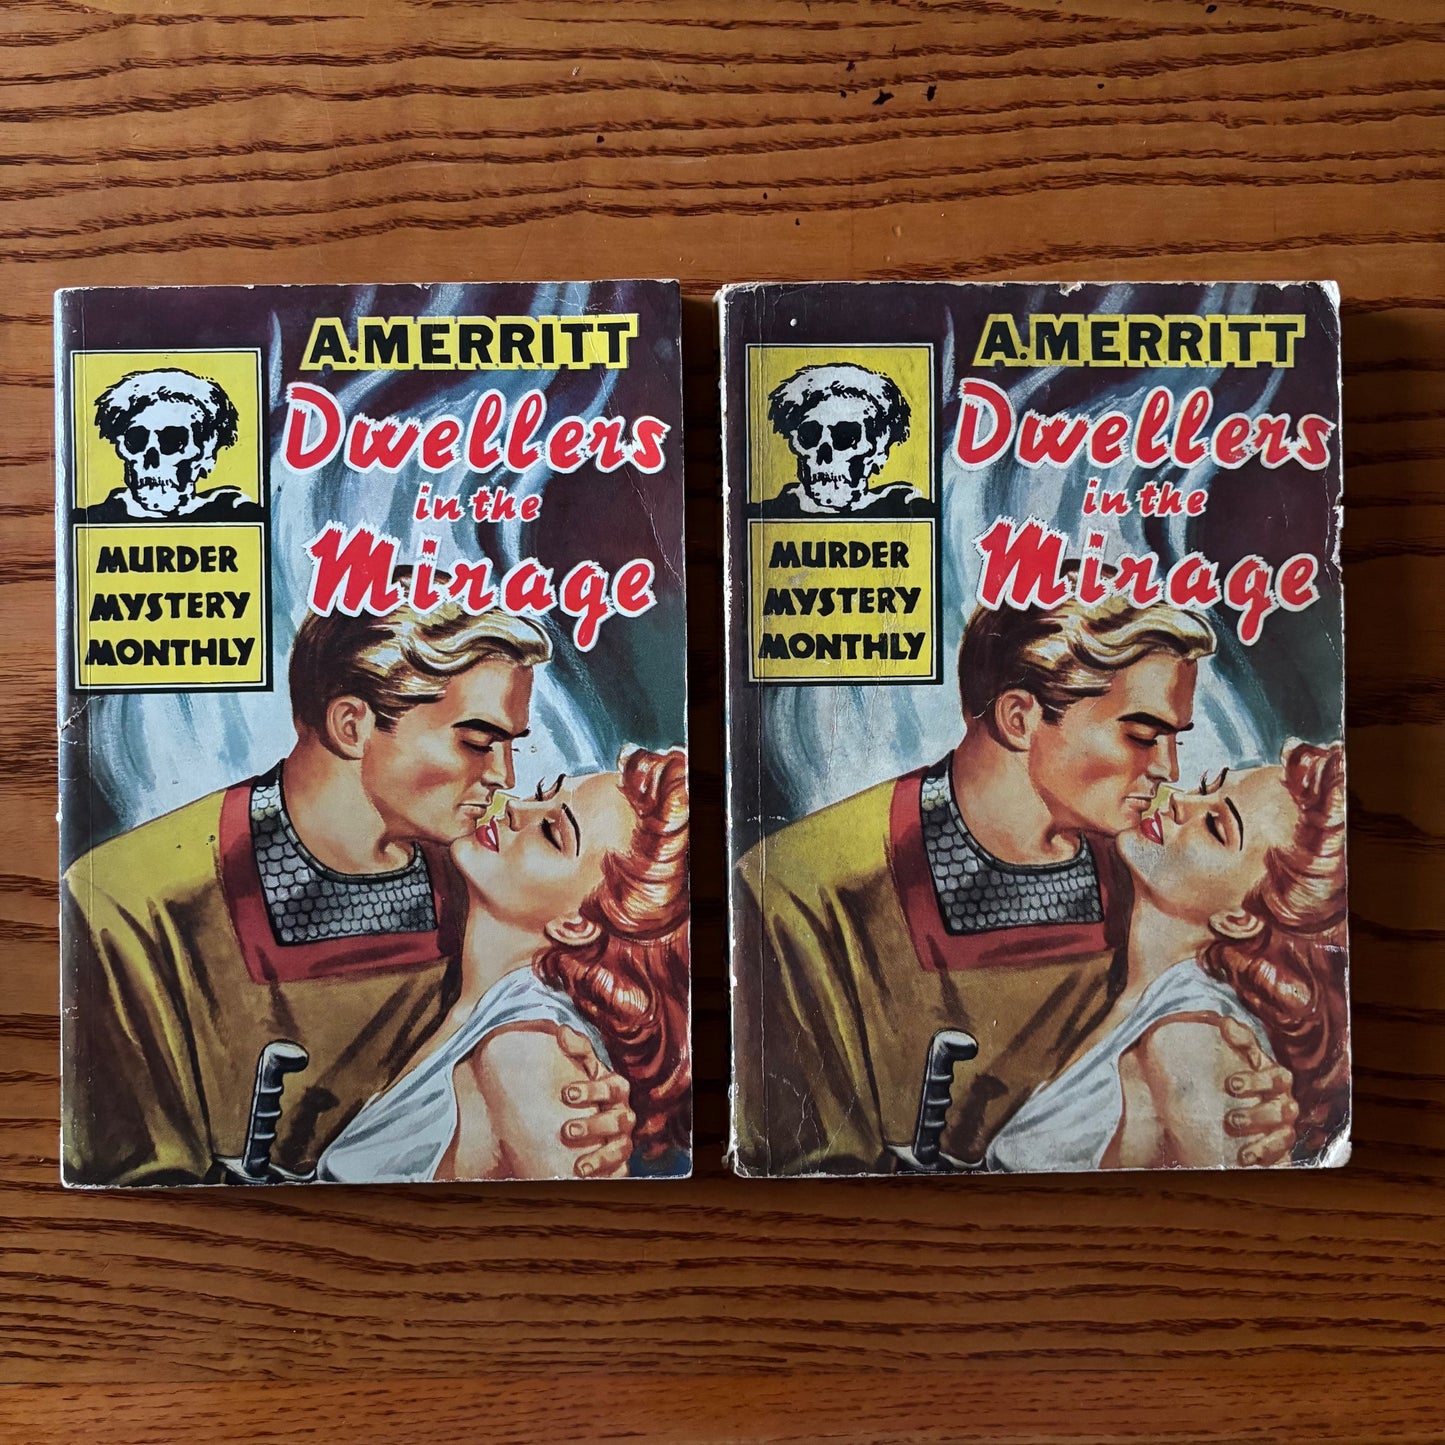 A. MERRITT
Dwellers
in the
Mirage
MURDER
MYSTERY
MONTHLY
A. MERRITT
Dwellers
in the
Mirage
MURDER
MYSTERY
MONTHLY